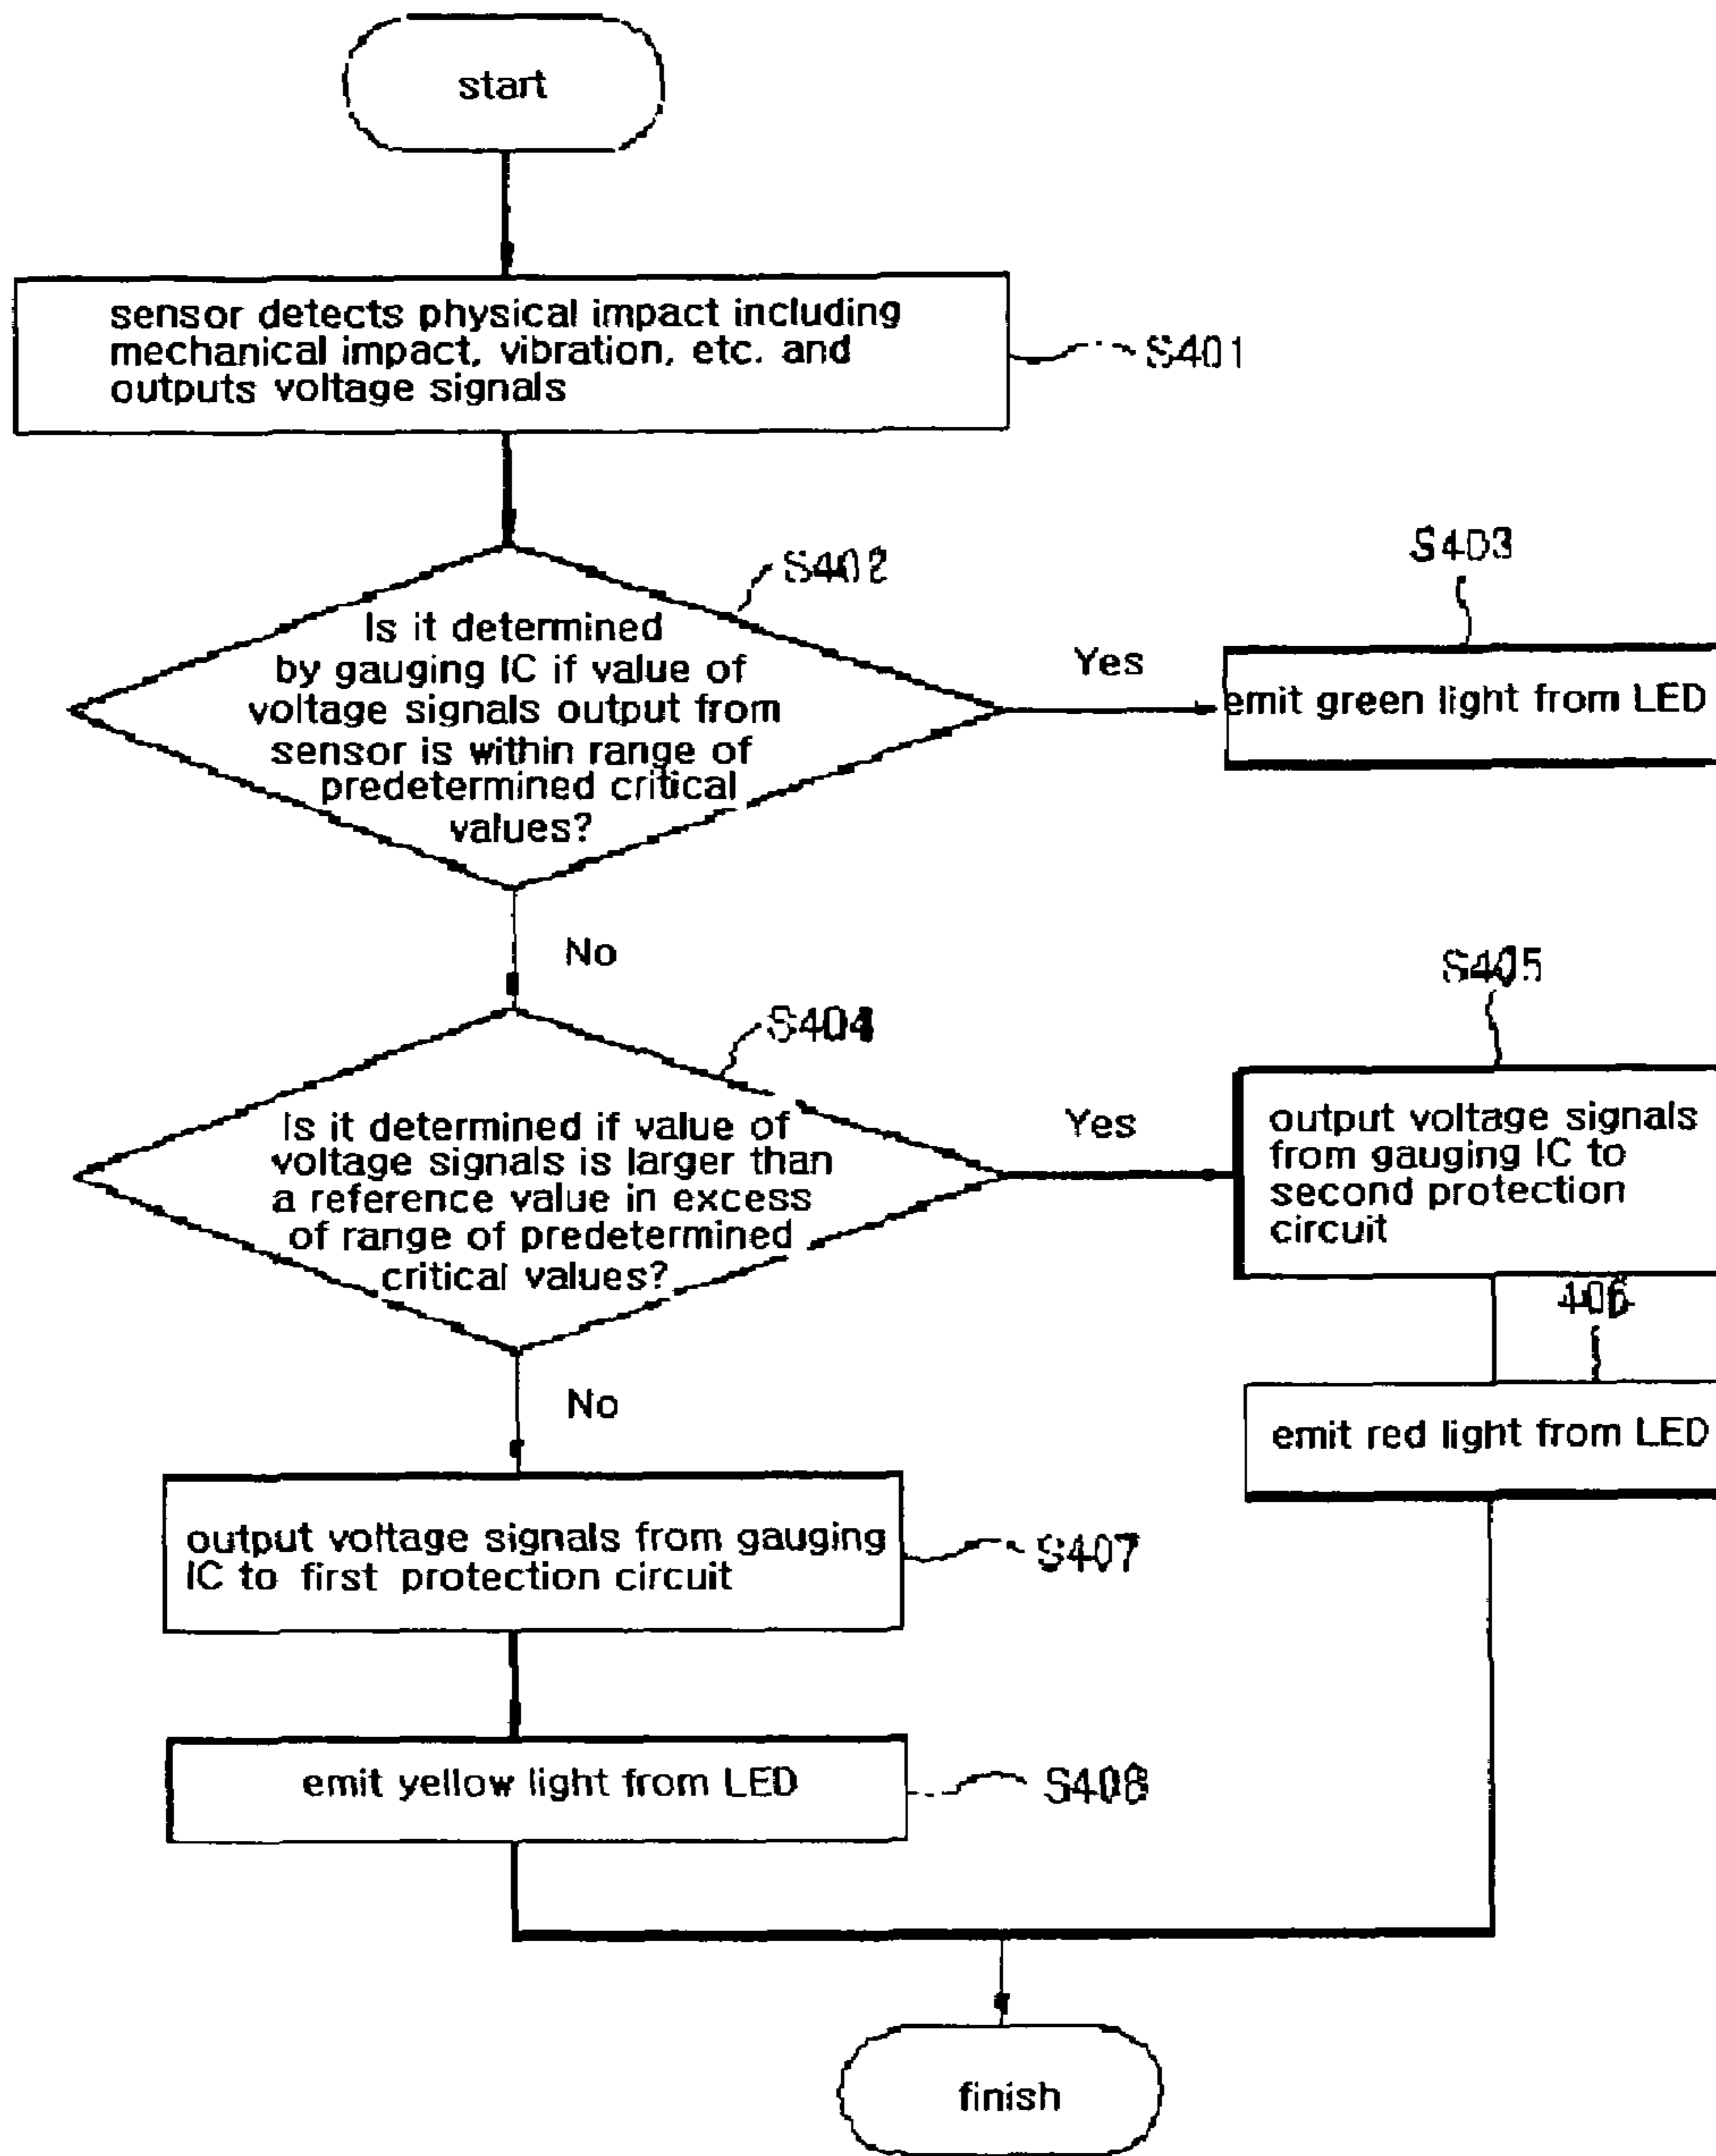 start
sensor detects physical impact including
mechanical impact, vibration, etc. and
outputs voltage signals
S401
S402
Is it determined
by gauging IC if value of
voltage signals output from
sensor is within range of
predetermined critical
values?
Yes
S403
emit green light from LED
No
S404
Is it determined if value of
voltage signals is larger than
a reference value in excess
of range of predetermined
critical values?
Yes
S405
output voltage signals
from gauging IC to
second protection
circuit
406
emit red light from LED
No
output voltage signals from gauging
IC to first protection circuit
S407
emit yellow light from LED
S408
finish